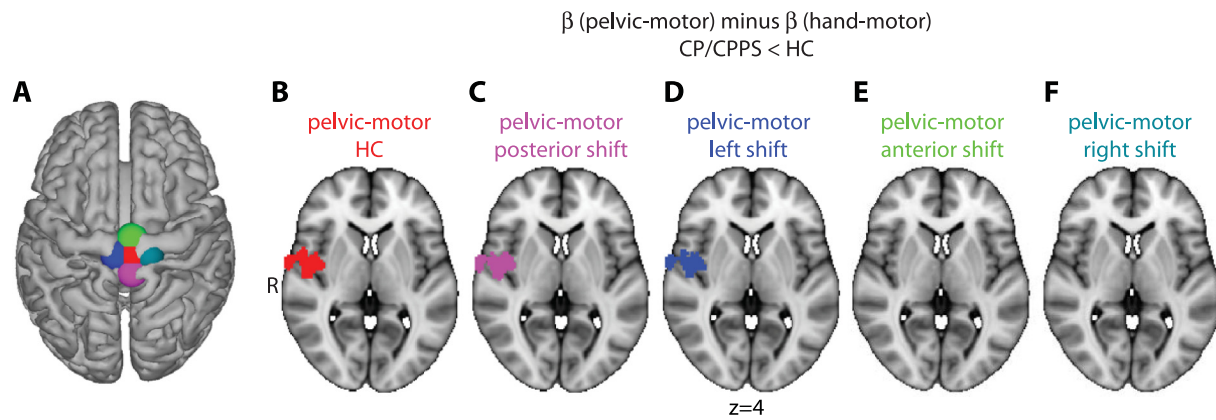 β (pelvic-motor) minus β (hand-motor)
CP/CPPS < HC
A
B
pelvic-motor
HC
C
pelvic-motor
posterior shift
D
pelvic-motor
left shift
E
pelvic-motor
anterior shift
F
pelvic-motor
right shift
R
z=4